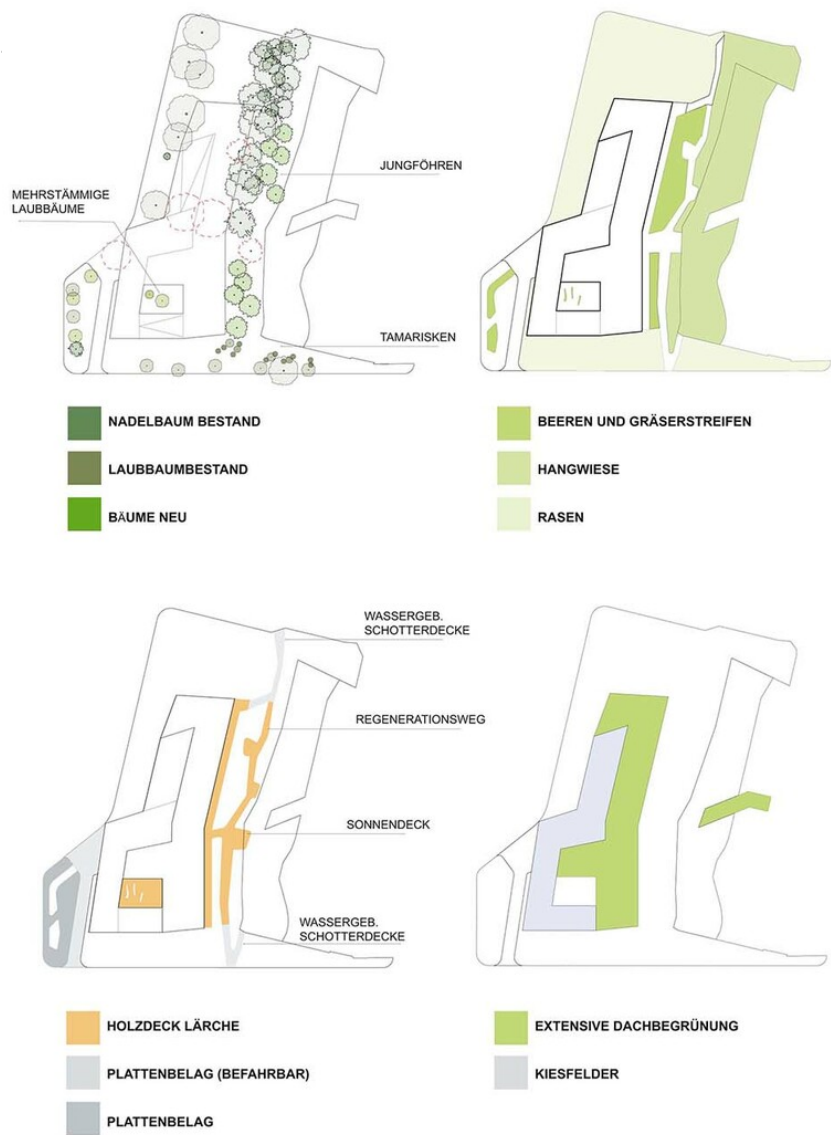 JUNGFÖHREN
MEHRSTÄMMIGE
LAUBBÄUME
TAMARISKEN
NADELBAUM BESTAND
LAUBBAUMBESTAND
BÄUME NEU
BEEREN UND GRÄSERSTREIFEN
HANGWIESE
RASEN
WASSERGEB.
SCHOTTERDECKE
REGENERATIONSWEG
SONNENDECK
WASSERGEB.
SCHOTTERDECKE
HOLZDECK LÄRCHE
PLATTENBELAG (BEFAHRBAR)
PLATTENBELAG
EXTENSIVE DACHBEGRÜNUNG
KIESFELDER